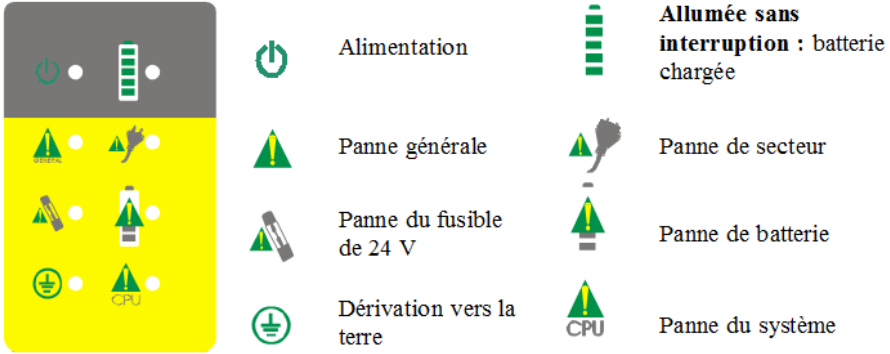 GENERAL
CPU
Alimentation
Allumée sans
interruption : batterie
chargée
Panne générale
Panne de secteur
Panne du fusible
de 24 V
Panne de batterie
Dérivation vers la
terre
CPU
Panne du système